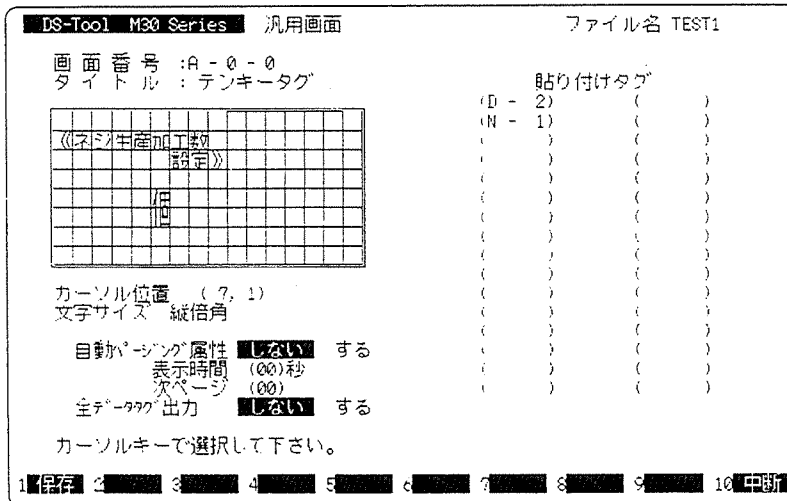 DS-Tool M30 Series 汎用画面 ファイル名 TEST1
画面番号 :A - 0 - 0
タイトル : テンキータグ
貼り付けタグ
(D - 2) ( )
(N - 1) ( )
( ) ( )
( ) ( )
( ) ( )
( ) ( )
( ) ( )
( ) ( )
( ) ( )
( ) ( )
( ) ( )
( ) ( )
( ) ( )
( ) ( )
( ) ( )
( ) ( )
《ネジ生産加工数
設定》
個
カーソル位置 ( 7, 1)
文字サイズ 縦倍角
自動ページング属性 しない する
表示時間 (00)秒
次ページ (00)
全データタグ出力 しない する
カーソルキーで選択して下さい。
1 保存 2 3 4 5 6 7 8 9 10 中断